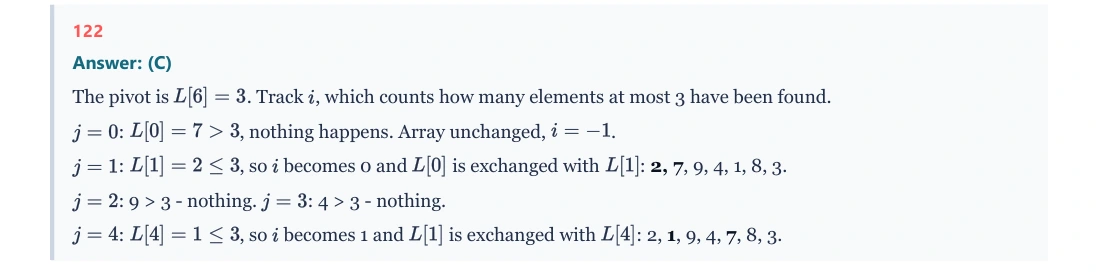 122
Answer: (C)
The pivot is L[6] = 3. Track i, which counts how many elements at most 3 have been found.
j = 0: L[0] = 7 > 3, nothing happens. Array unchanged, i = −1.
j = 1: L[1] = 2 ≤ 3, so i becomes 0 and L[0] is exchanged with L[1]: 2, 7, 9, 4, 1, 8, 3.
j = 2: 9 > 3 - nothing. j = 3: 4 > 3 - nothing.
j = 4: L[4] = 1 ≤ 3, so i becomes 1 and L[1] is exchanged with L[4]: 2, 1, 9, 4, 7, 8, 3.